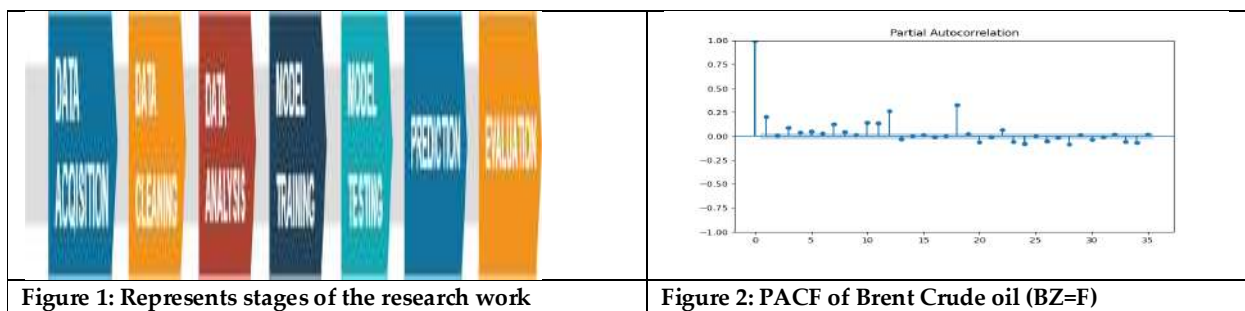 DATA
ACQISITION
DATA
CLEANING
DATA
ANALYSIS
MODEL
TRAINING
MODEL
TESTING
PREDICTION
EVALUATION
Figure 1: Represents stages of the research work
Partial Autocorrelation
1.00
0.75
0.50
0.25
0.00
−0.25
−0.50
−0.75
−1.00
0 5 10 15 20 25 30 35
Figure 2: PACF of Brent Crude oil (BZ=F)